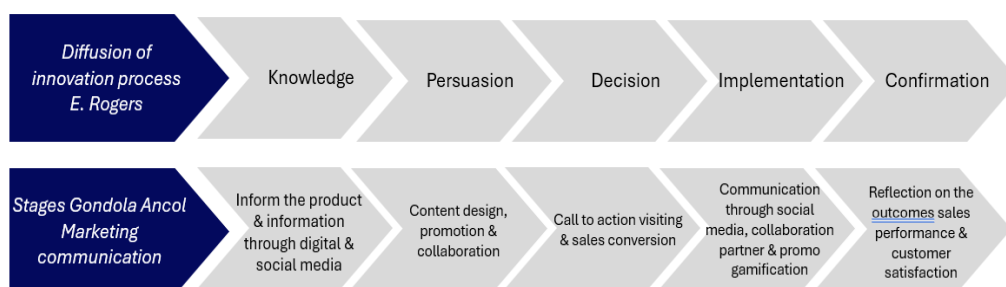 Diffusion of
innovation process
E. Rogers
Knowledge
Persuasion
Decision
Implementation
Confirmation
Stages Gondola Ancol
Marketing
communication
Inform the product
& information
through digital &
social media
Content design,
promotion &
collaboration
Call to action visiting
& sales conversion
Communication
through social
media, collaboration
partner & promo
gamification
Reflection on the
outcomes sales
performance &
customer
satisfaction